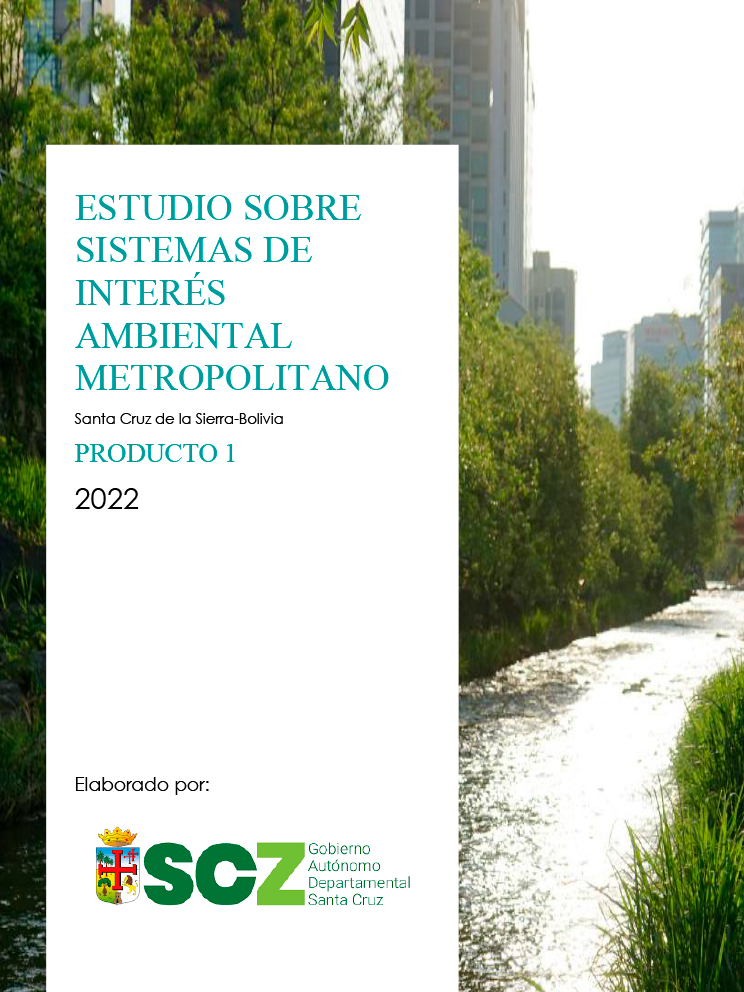 ESTUDIO SOBRE
SISTEMAS DE
INTERÉS
AMBIENTAL
METROPOLITANO
Santa Cruz de la Sierra-Bolivia
PRODUCTO 1
2022
Elaborado por:
SCZ
Gobierno
Autónomo
Departamental
Santa Cruz